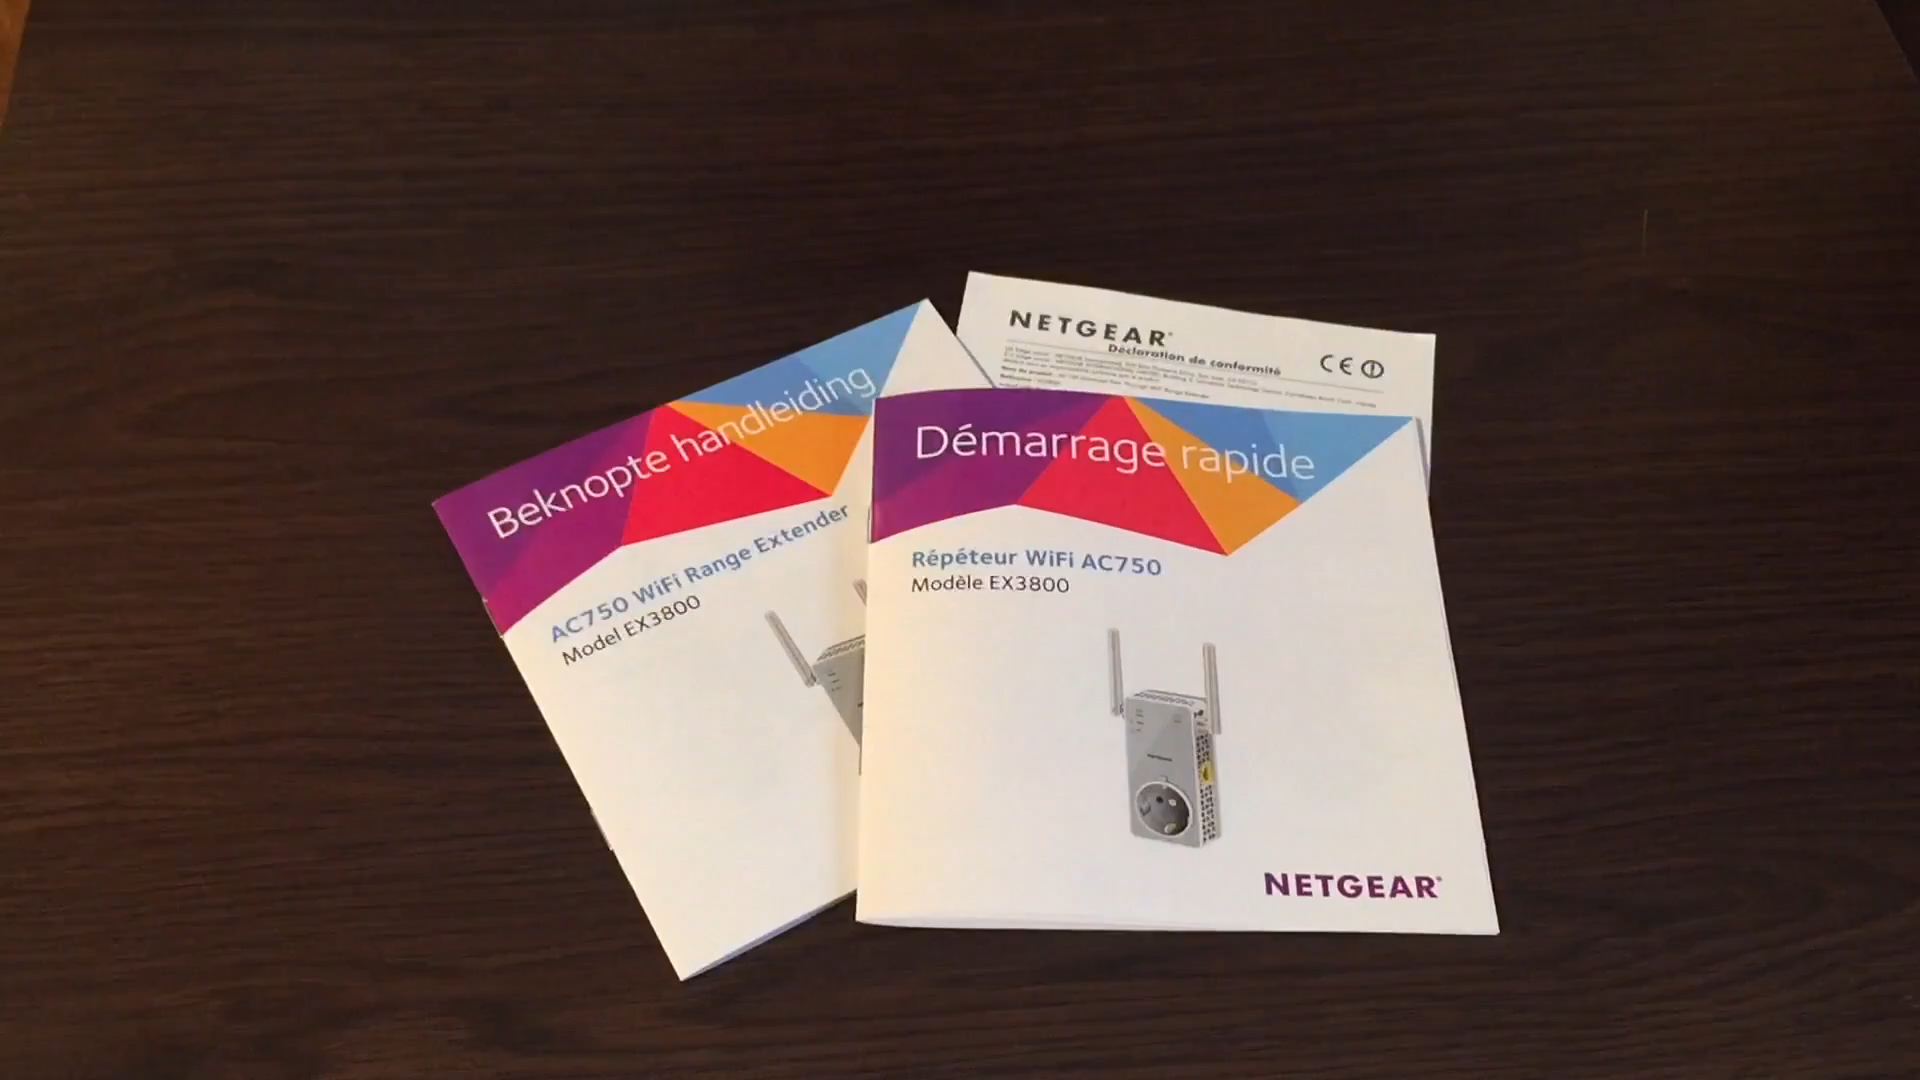 NETGEAR®
Déclaration de conformité
CE
Beknopte handleiding
AC750 WiFi Range Extender
Model EX3800
Démarrage rapide
Répéteur WiFi AC750
Modèle EX3800
NETGEAR®